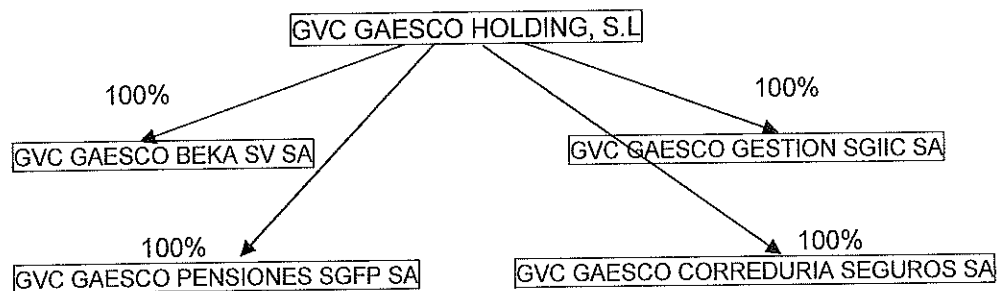 GVC GAESCO HOLDING, S.L
100%
100%
GVC GAESCO BEKA SV SA
GVC GAESCO GESTION SGIIC SA
100%
100%
GVC GAESCO PENSIONES SGFP SA
GVC GAESCO CORREDURIA SEGUROS SA